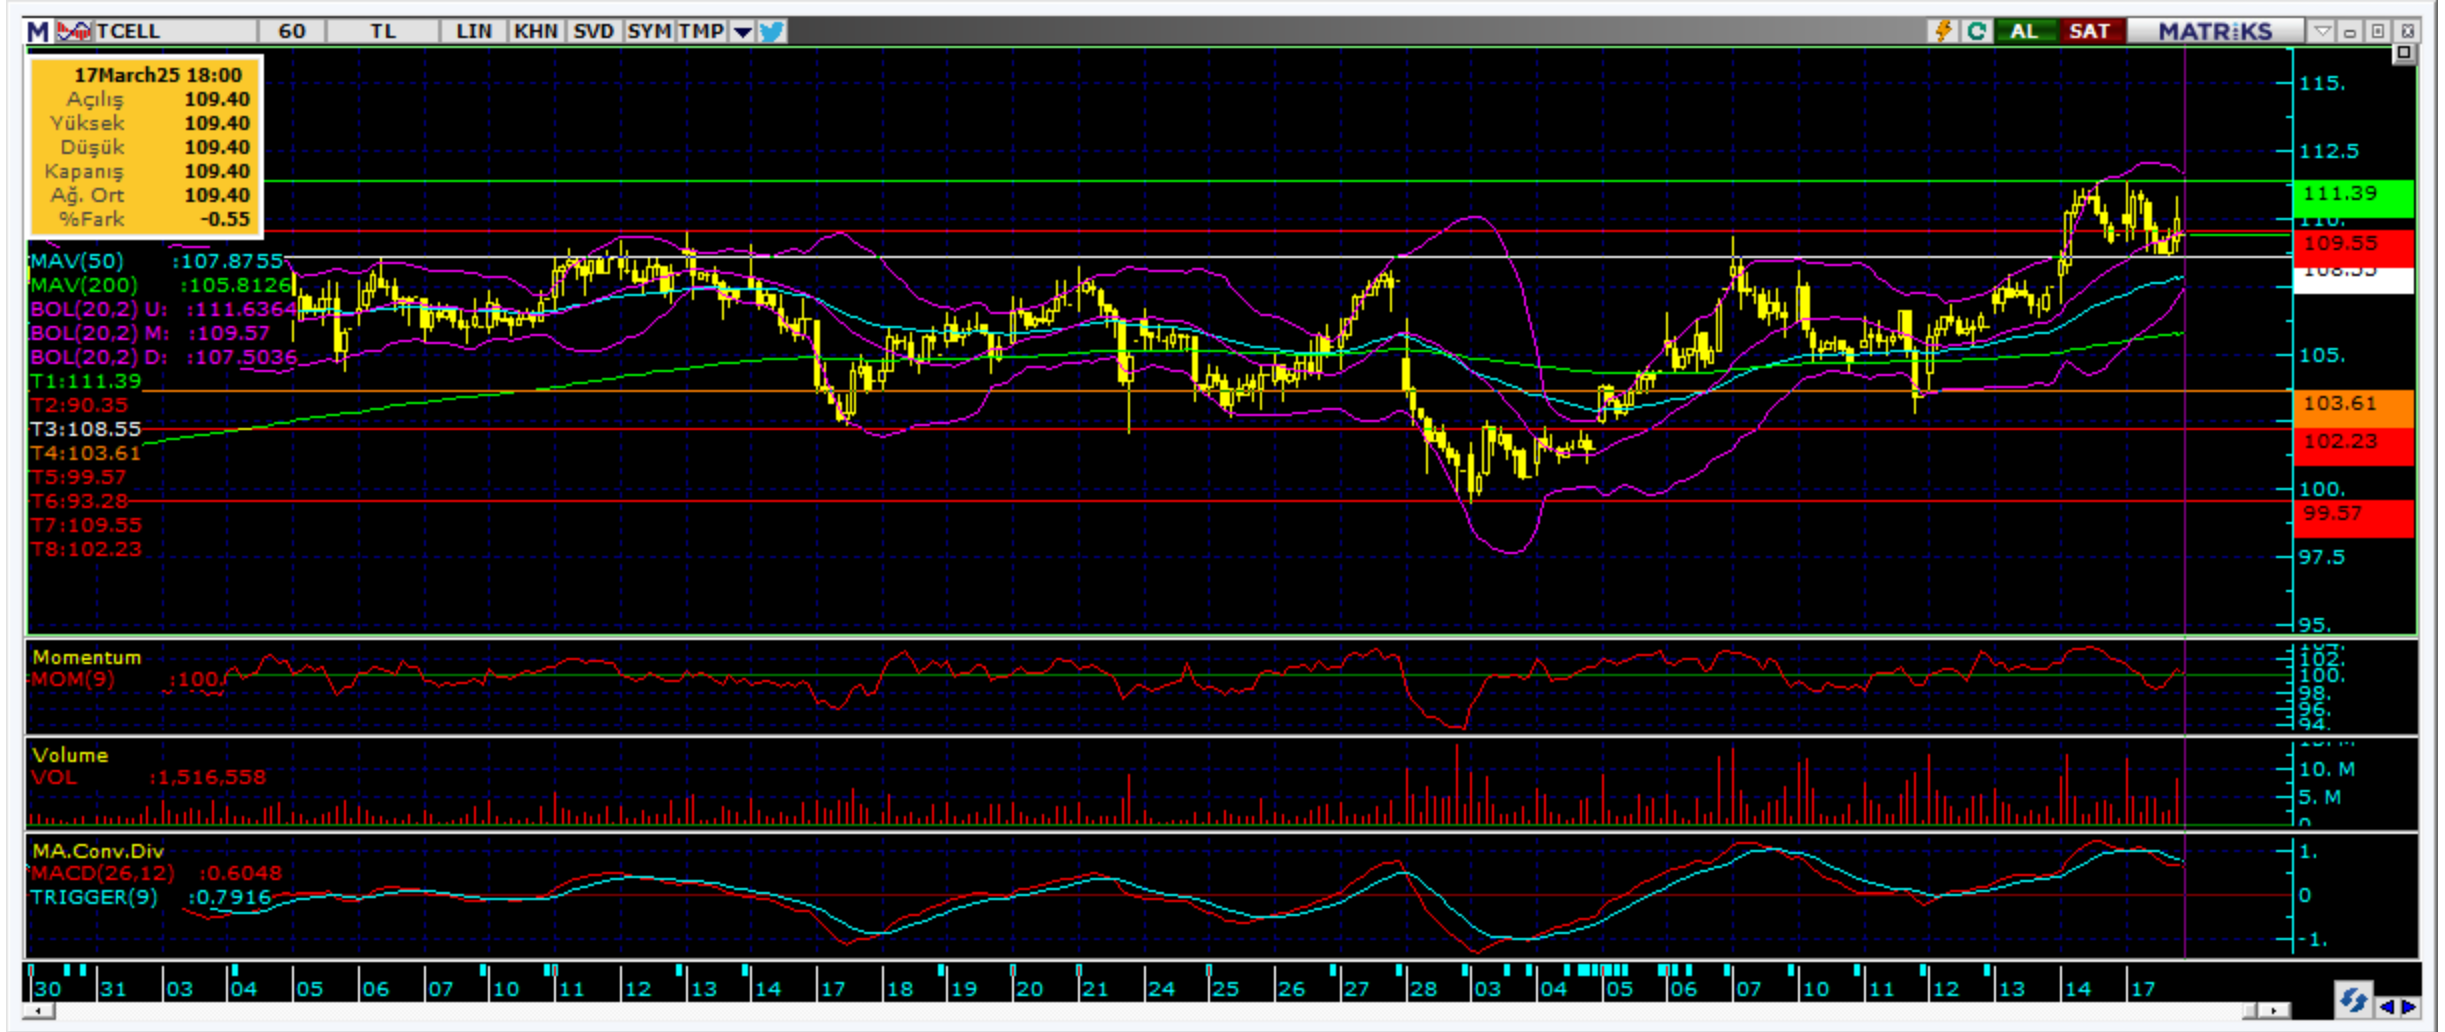 M TCELL 60 TL LIN KHN SVD SYM TMP AL SAT MATRiKS
17March25 18:00
Açılış 109.40
Yüksek 109.40
Düşük 109.40
Kapanış 109.40
Ağ. Ort 109.40
%Fark -0.55
MAV(50) :107.8755
MAV(200) :105.8126
BOL(20,2) U: :111.6364
BOL(20,2) M: :109.57
BOL(20,2) D: :107.5036
T1:111.39
T2:90.35
T3:108.55
T4:103.61
T5:99.57
T6:93.28
T7:109.55
T8:102.23
115.
112.5
111.39
110.
109.55
108.55
105.
103.61
102.23
100.
99.57
97.5
95.
Momentum
MOM(9) :100.
102.
100.
98.
96.
94.
Volume
VOL :1,516,558
10. M
5. M
0
MA.Conv.Div
MACD(26,12) :0.6048
TRIGGER(9) :0.7916
1.
0
-1.
30 31 03 04 05 06 07 10 11 12 13 14 17 18 19 20 21 24 25 26 27 28 03 04 05 06 07 10 11 12 13 14 17